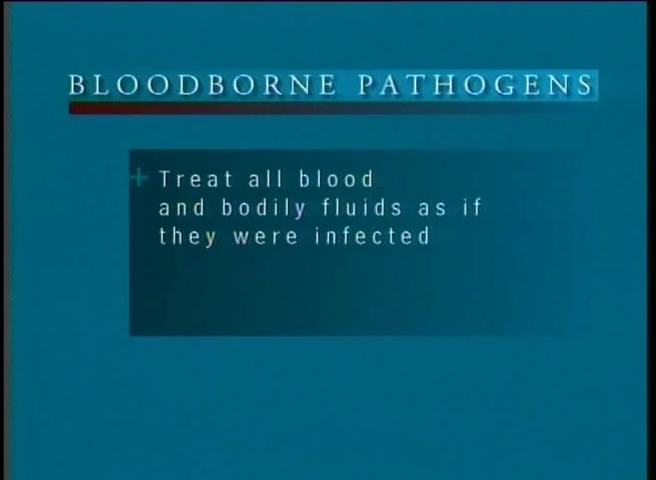 BLOODBORNE PATHOGENS
Treat all blood
and bodily fluids as if
they were infected